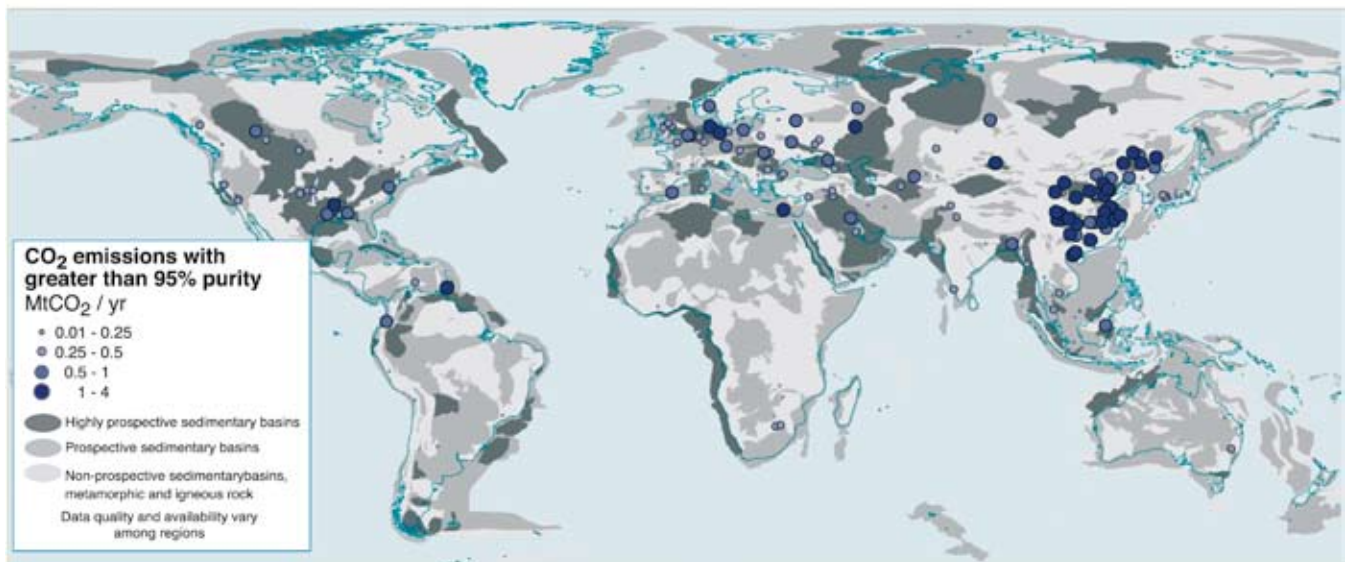 CO2 emissions with
greater than 95% purity
MtCO2 / yr
0.01 - 0.25
0.25 - 0.5
0.5 - 1
1 - 4
Highly prospective sedimentary basins
Prospective sedimentary basins
Non-prospective sedimentarybasins,
metamorphic and igneous rock
Data quality and availability vary
among regions